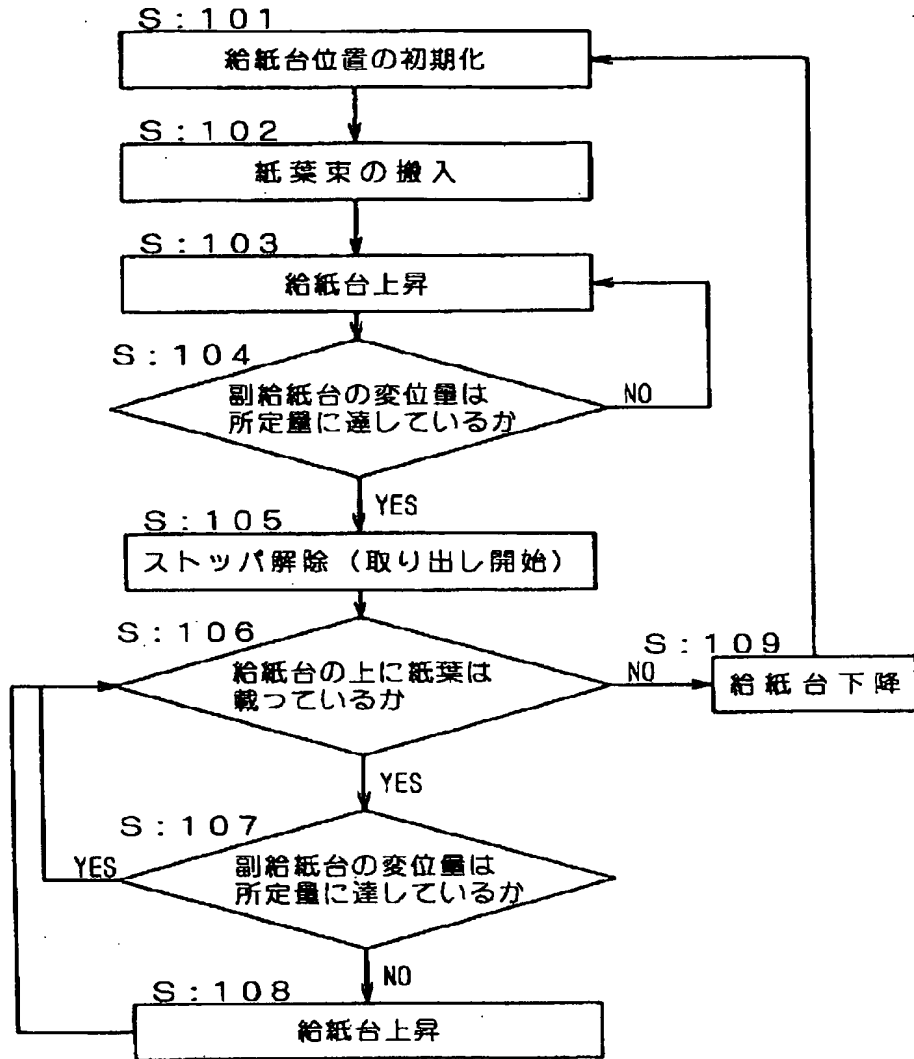 S:101
給紙台位置の初期化
S:102
紙葉束の搬入
S:103
給紙台上昇
S:104
副給紙台の変位量は
所定量に達しているか
NO
YES
S:105
ストッパ解除（取り出し開始）
S:106
給紙台の上に紙葉は
載っているか
NO
S:109
給紙台下降
YES
S:107
副給紙台の変位量は
所定量に達しているか
YES
NO
S:108
給紙台上昇